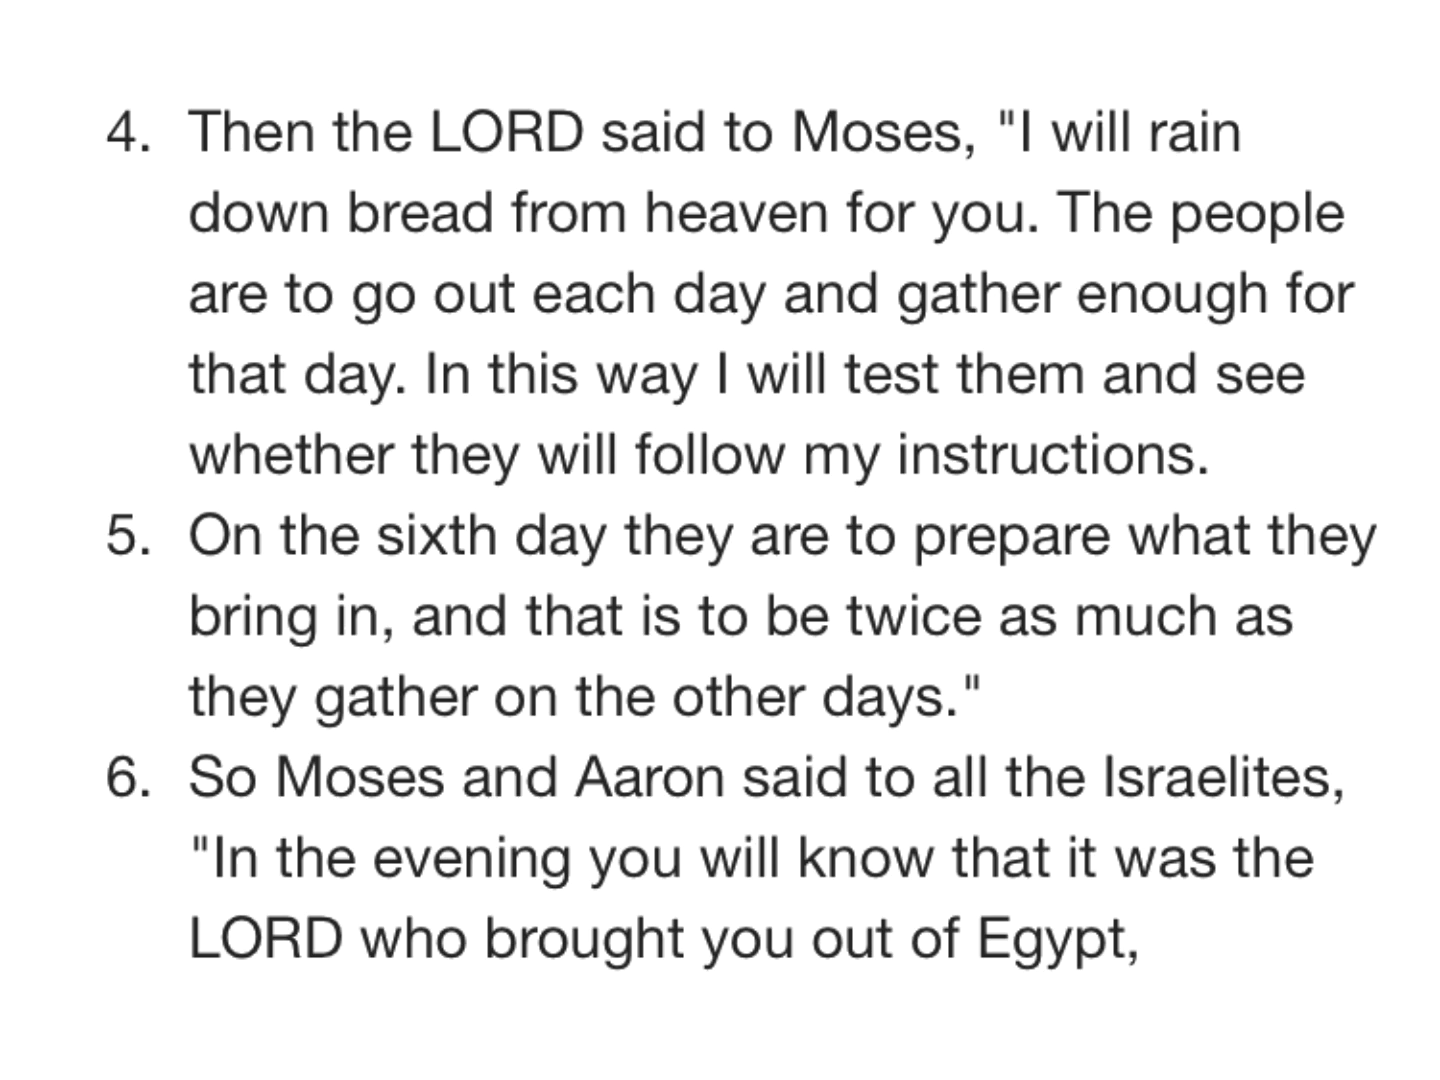 4. Then the LORD said to Moses, "I will rain
down bread from heaven for you. The people
are to go out each day and gather enough for
that day. In this way I will test them and see
whether they will follow my instructions.
5. On the sixth day they are to prepare what they
bring in, and that is to be twice as much as
they gather on the other days."
6. So Moses and Aaron said to all the Israelites,
"In the evening you will know that it was the
LORD who brought you out of Egypt,